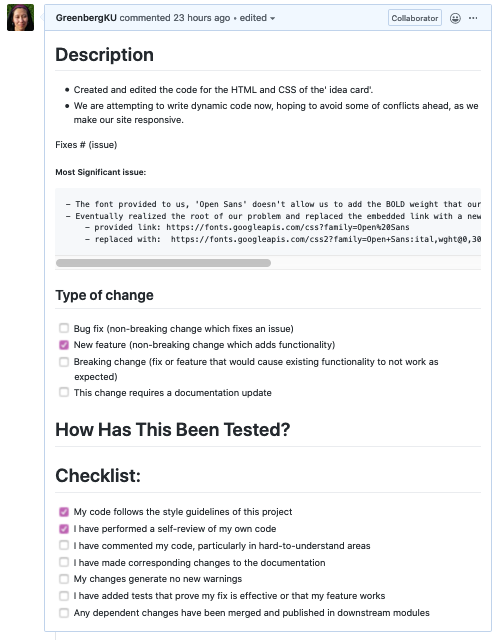 GreenbergKU commented 23 hours ago • edited
Collaborator
Description
• Created and edited the code for the HTML and CSS of the' idea card'.
• We are attempting to write dynamic code now, hoping to avoid some of conflicts ahead, as we
make our site responsive.
Fixes # (issue)
Most Significant issue:
- The font provided to us, 'Open Sans' doesn't allow us to add the BOLD weight that our
- Eventually realized the root of our problem and replaced the embedded link with a new
- provided link: https://fonts.googleapis.com/css?family=Open%20Sans
- replaced with: https://fonts.googleapis.com/css2?family=Open+Sans:ital,wght@0,30
Type of change
Bug fix (non-breaking change which fixes an issue)
New feature (non-breaking change which adds functionality)
Breaking change (fix or feature that would cause existing functionality to not work as
expected)
This change requires a documentation update
How Has This Been Tested?
Checklist:
My code follows the style guidelines of this project
I have performed a self-review of my own code
I have commented my code, particularly in hard-to-understand areas
I have made corresponding changes to the documentation
My changes generate no new warnings
I have added tests that prove my fix is effective or that my feature works
Any dependent changes have been merged and published in downstream modules